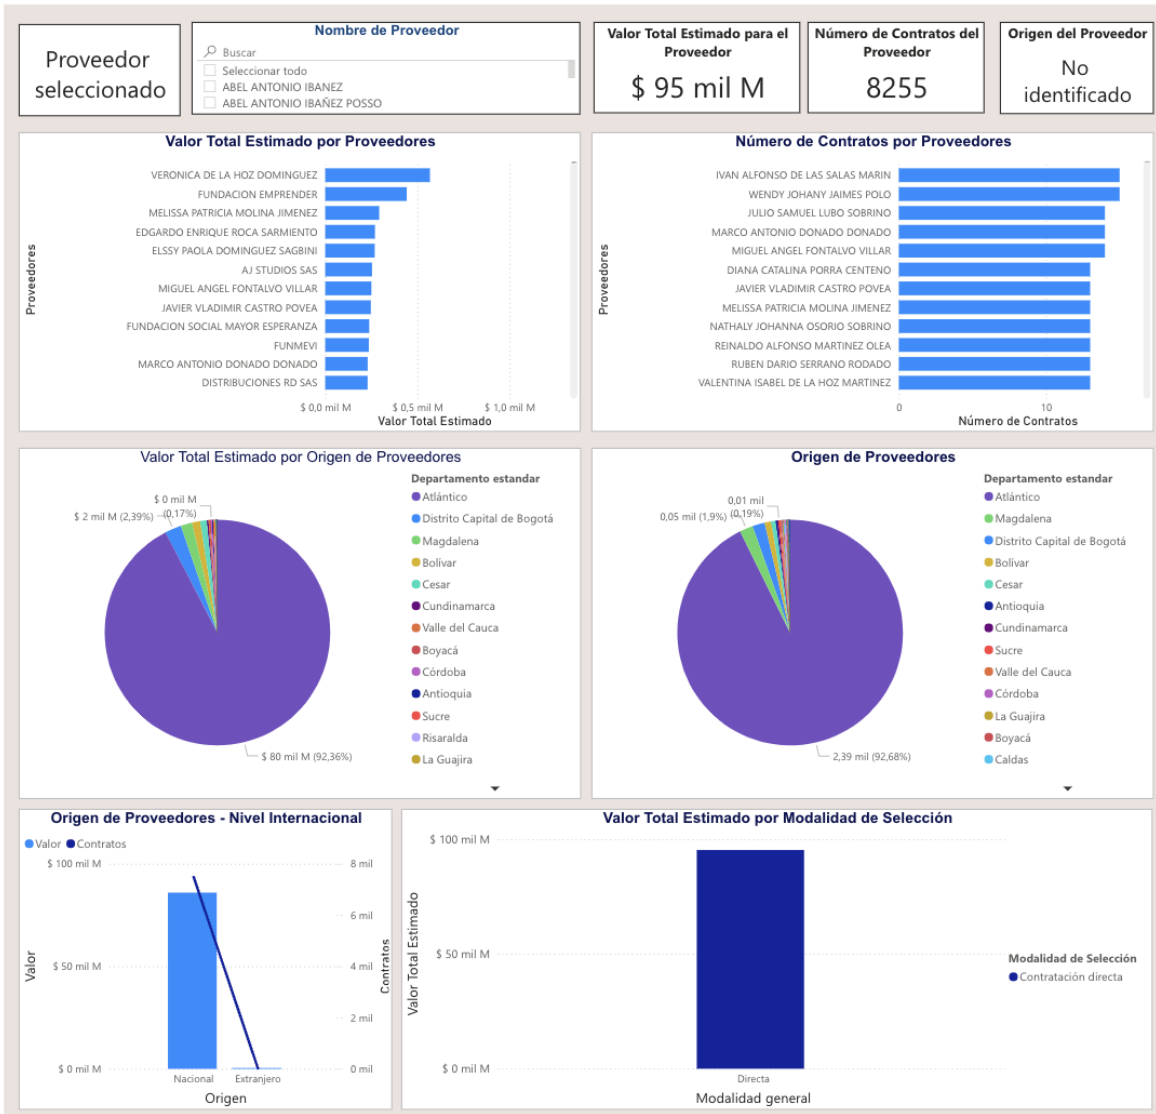 Proveedor
seleccionado
Nombre de Proveedor
Buscar
Seleccionar todo
ABEL ANTONIO IBANEZ
ABEL ANTONIO IBAÑEZ POSSO
Valor Total Estimado para el
Proveedor
$ 95 mil M
Número de Contratos del
Proveedor
8255
Origen del Proveedor
No
identificado
Valor Total Estimado por Proveedores
Proveedores
VERONICA DE LA HOZ DOMINGUEZ
FUNDACION EMPRENDER
MELISSA PATRICIA MOLINA JIMENEZ
EDGARDO ENRIQUE ROCA SARMIENTO
ELSSY PAOLA DOMINGUEZ SAGBINI
AJ STUDIOS SAS
MIGUEL ANGEL FONTALVO VILLAR
JAVIER VLADIMIR CASTRO POVEA
FUNDACION SOCIAL MAYOR ESPERANZA
FUNMEVI
MARCO ANTONIO DONADO DONADO
DISTRIBUCIONES RD SAS
$ 0,0 mil M $ 0,5 mil M $ 1,0 mil M
Valor Total Estimado
Número de Contratos por Proveedores
Proveedores
IVAN ALFONSO DE LAS SALAS MARIN
WENDY JOHANY JAIMES POLO
JULIO SAMUEL LUBO SOBRINO
MARCO ANTONIO DONADO DONADO
MIGUEL ANGEL FONTALVO VILLAR
DIANA CATALINA PORRA CENTENO
JAVIER VLADIMIR CASTRO POVEA
MELISSA PATRICIA MOLINA JIMENEZ
NATHALY JOHANNA OSORIO SOBRINO
REINALDO ALFONSO MARTINEZ OLEA
RUBEN DARIO SERRANO RODADO
VALENTINA ISABEL DE LA HOZ MARTINEZ
0 10
Número de Contratos
Valor Total Estimado por Origen de Proveedores
$ 0 mil M
(0,17%)
$ 2 mil M (2,39%)
$ 80 mil M (92,36%)
Departamento estandar
Atlántico
Distrito Capital de Bogotá
Magdalena
Bolívar
Cesar
Cundinamarca
Valle del Cauca
Boyacá
Córdoba
Antioquia
Sucre
Risaralda
La Guajira
Origen de Proveedores
0,01 mil
(0,19%)
0,05 mil (1,9%)
2,39 mil (92,68%)
Departamento estandar
Atlántico
Magdalena
Distrito Capital de Bogotá
Bolívar
Cesar
Antioquia
Cundinamarca
Sucre
Valle del Cauca
Córdoba
La Guajira
Boyacá
Caldas
Origen de Proveedores - Nivel Internacional
Valor Contratos
$ 100 mil M
$ 50 mil M
$ 0 mil M
Valor
8 mil
6 mil
4 mil
2 mil
0 mil
Contratos
Nacional Extranjero
Origen
Valor Total Estimado por Modalidad de Selección
Valor Total Estimado
$ 100 mil M
$ 50 mil M
$ 0 mil M
Directa
Modalidad general
Modalidad de Selección
Contratación directa